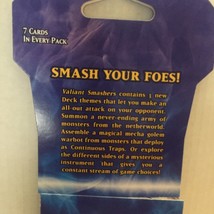 7 CARDS
IN EVERY PACK
SMASH YOUR FOES!
Valiant Smashers contains 3 new
Deck themes that let you make an
all-out attack on your opponent.
Summon a never-ending army of
monsters from the netherworld.
Assemble a magical mecha golem
warbot from monsters that deploy
as Continuous Traps. Or explore
the different sides of a mysterious
instrument that gives you a
constant stream of game choices!